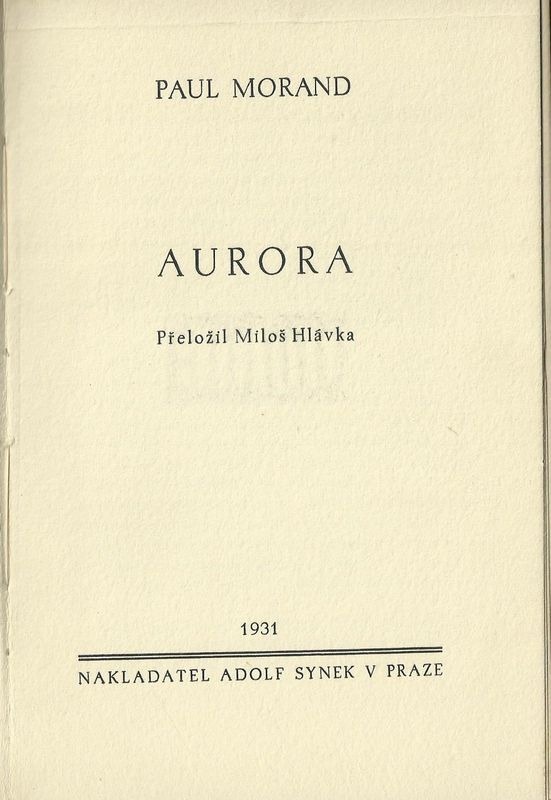 PAUL MORAND
AURORA
Přeložil Miloš Hlávka
1931
NAKLADATEL ADOLF SYNEK V PRAZE